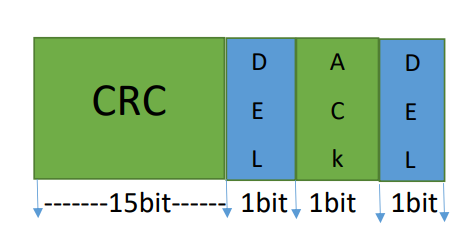 CRC
D
E
L
A
C
k
D
E
L
-------15bit------ 1bit 1bit 1bit